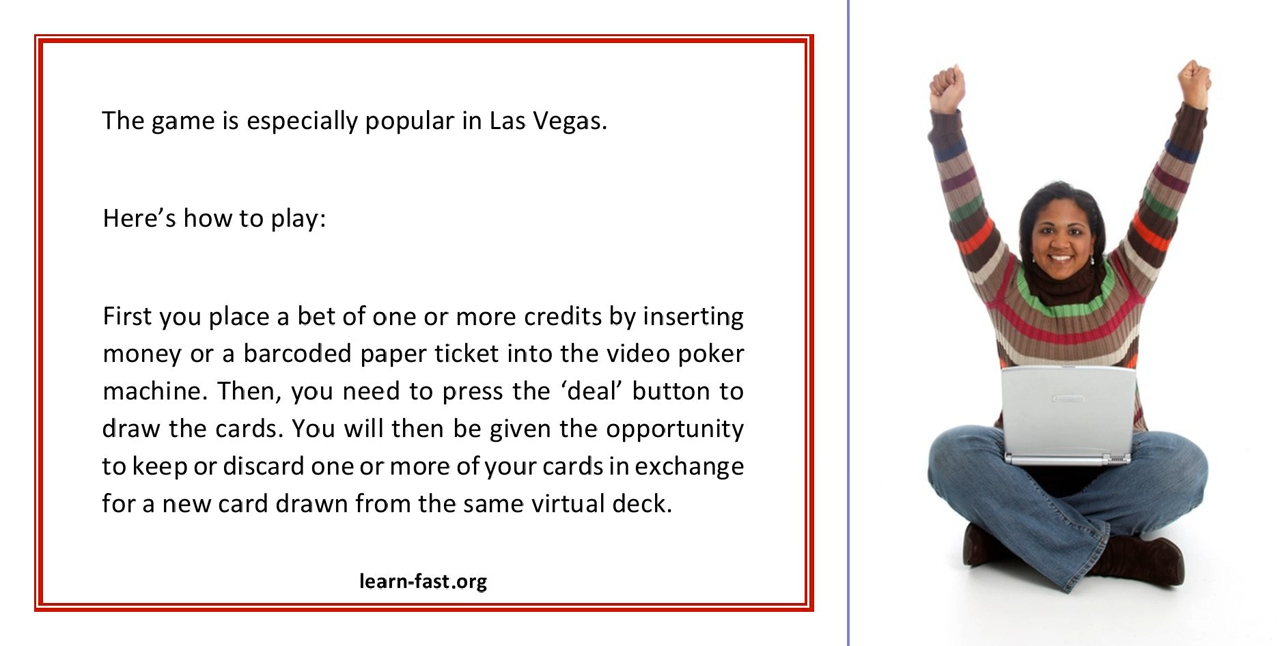 The game is especially popular in Las Vegas.
Here’s how to play:
First you place a bet of one or more credits by inserting
money or a barcoded paper ticket into the video poker
machine. Then, you need to press the ‘deal’ button to
draw the cards. You will then be given the opportunity
to keep or discard one or more of your cards in exchange
for a new card drawn from the same virtual deck.
learn-fast.org